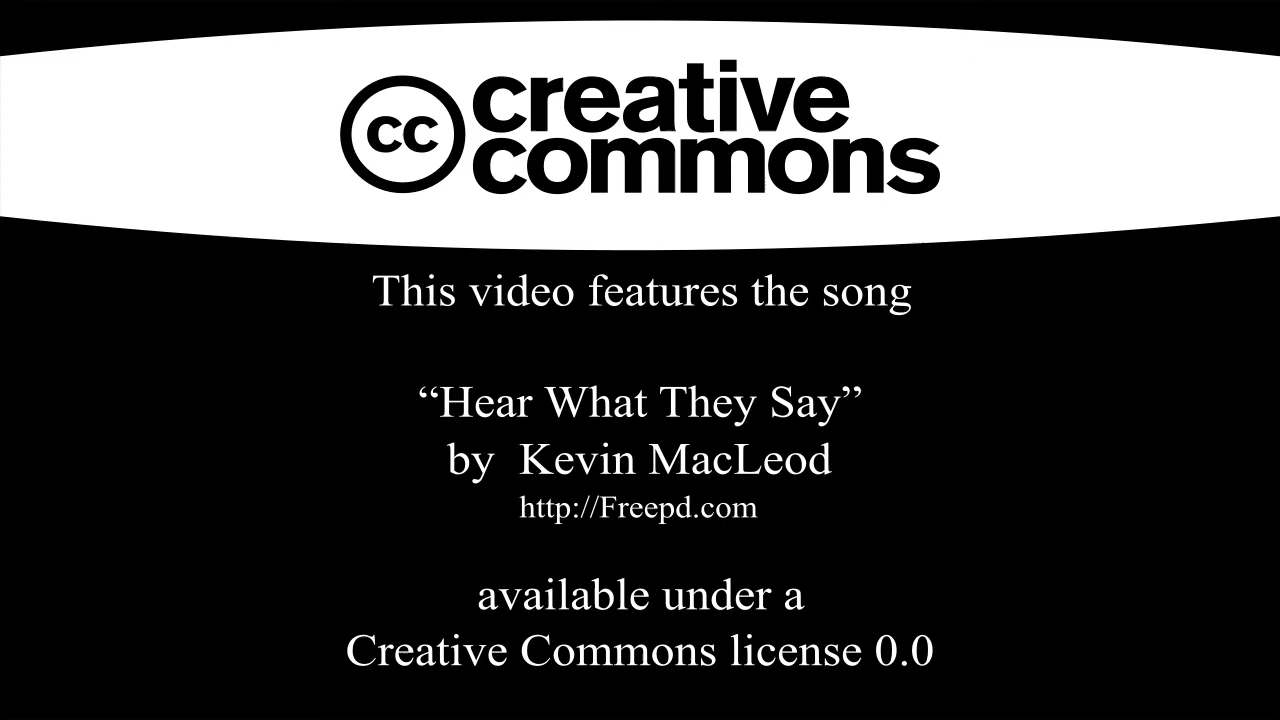 cc creative
commons
This video features the song
“Hear What They Say”
by Kevin MacLeod
http://Freepd.com
available under a
Creative Commons license 0.0